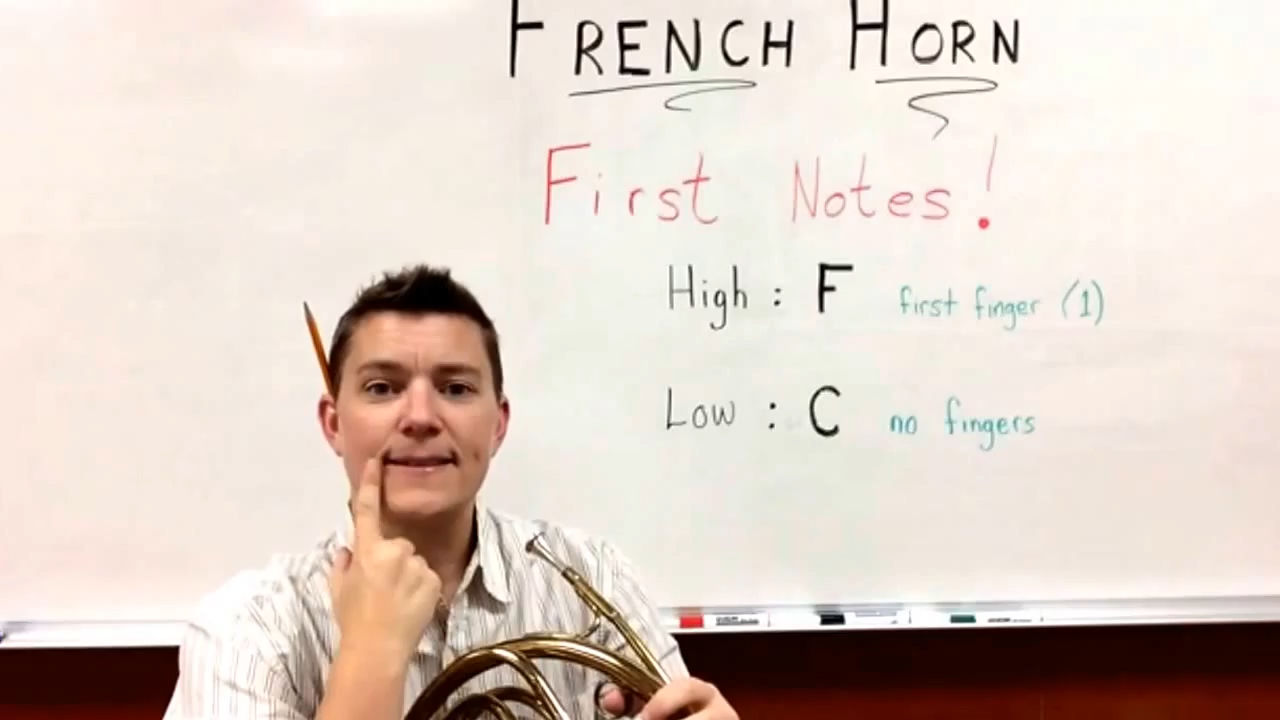 FRENCH HORN
First Notes!
High : F first finger (1)
Low : C no fingers